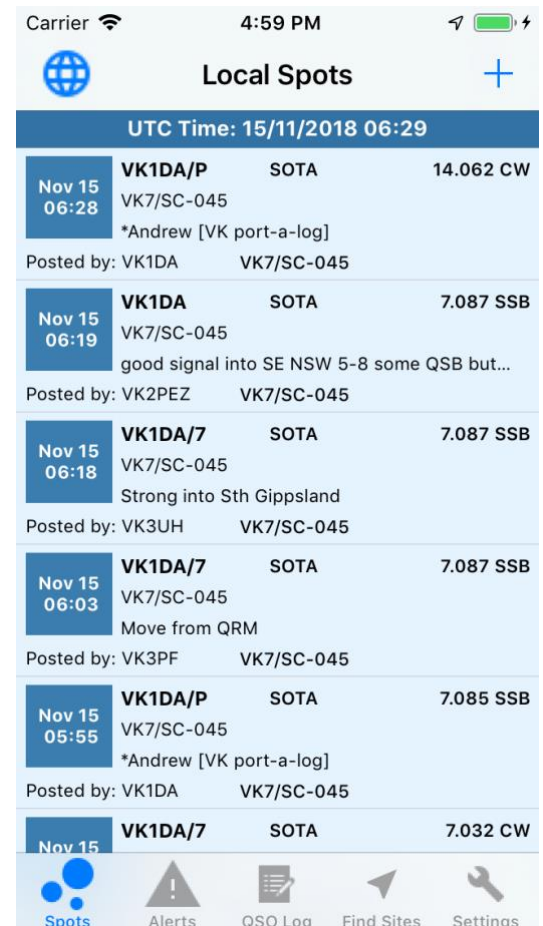 Carrier 4:59 PM
Local Spots
UTC Time: 15/11/2018 06:29
Nov 15 06:28
VK1DA/P SOTA 14.062 CW
VK7/SC-045
*Andrew [VK port-a-log]
Posted by: VK1DA VK7/SC-045
Nov 15 06:19
VK1DA SOTA 7.087 SSB
VK7/SC-045
good signal into SE NSW 5-8 some QSB but...
Posted by: VK2PEZ VK7/SC-045
Nov 15 06:18
VK1DA/7 SOTA 7.087 SSB
VK7/SC-045
Strong into Sth Gippsland
Posted by: VK3UH VK7/SC-045
Nov 15 06:03
VK1DA/7 SOTA 7.087 SSB
VK7/SC-045
Move from QRM
Posted by: VK3PF VK7/SC-045
Nov 15 05:55
VK1DA/P SOTA 7.085 SSB
VK7/SC-045
*Andrew [VK port-a-log]
Posted by: VK1DA VK7/SC-045
Nov 15
VK1DA/7 SOTA 7.032 CW
Spots Alerts QSO Log Find Sites Settings